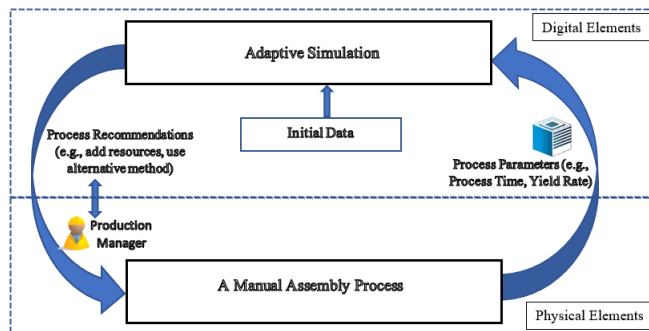 Digital Elements
Adaptive Simulation
Initial Data
Process Recommendations
(e.g., add resources, use
alternative method)
Process Parameters (e.g.,
Process Time, Yield Rate)
Production
Manager
A Manual Assembly Process
Physical Elements